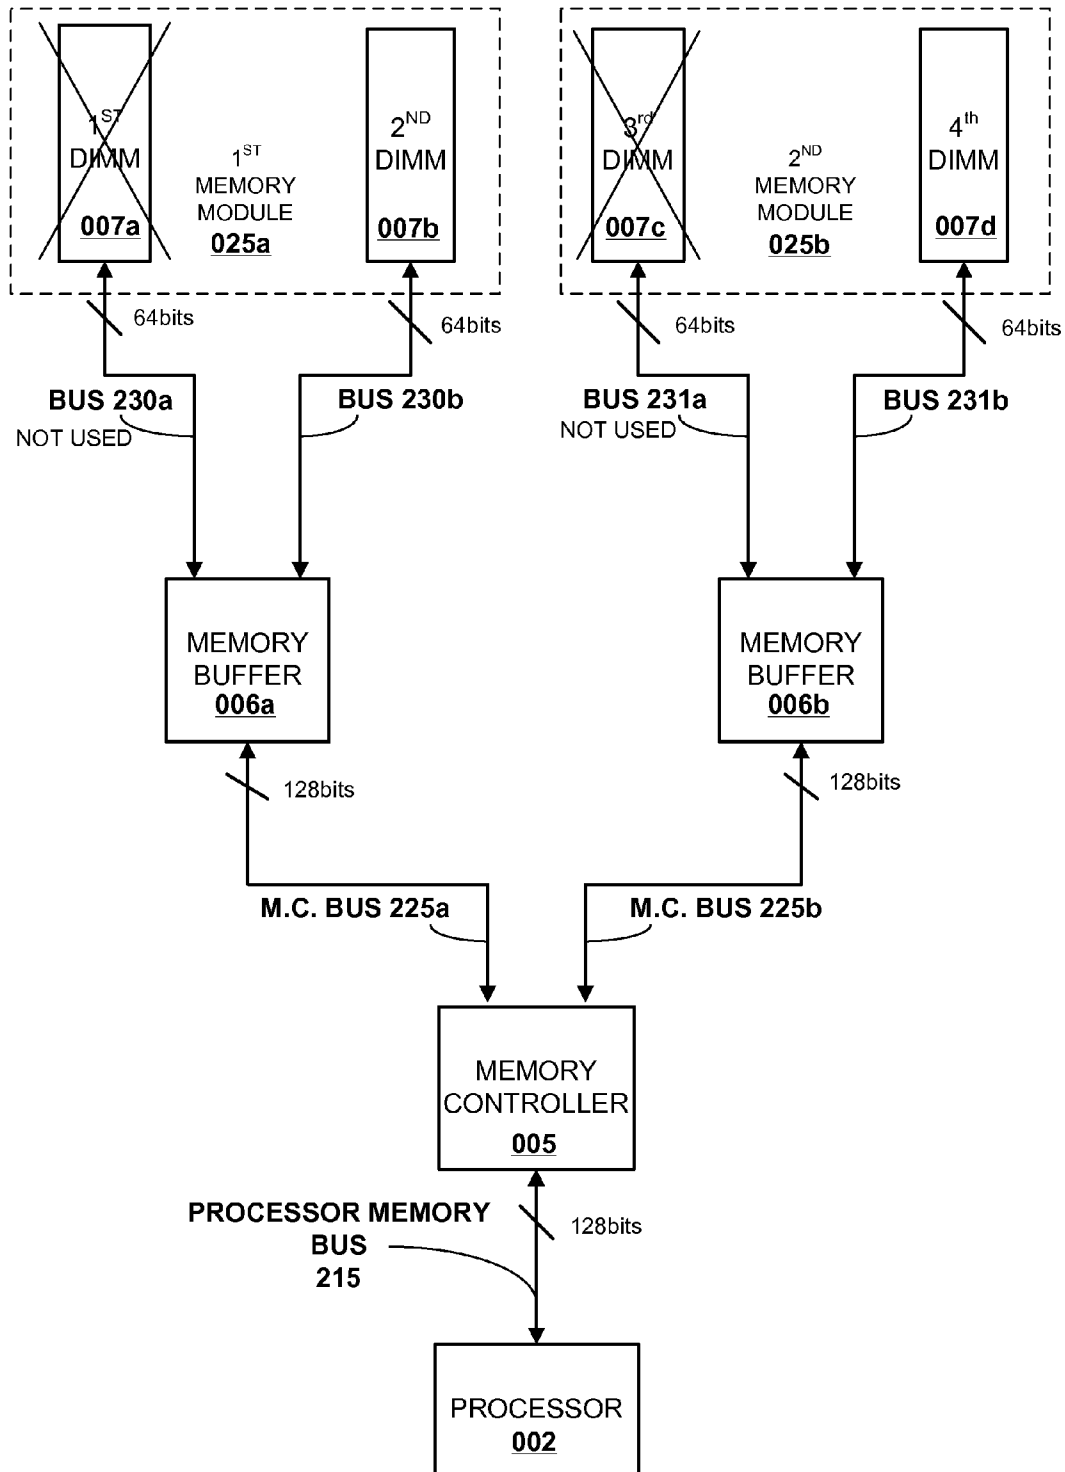 1ST
DIMM
007a
1ST
MEMORY
MODULE
025a
2ND
DIMM
007b
3rd
DIMM
007c
2ND
MEMORY
MODULE
025b
4th
DIMM
007d
64bits
64bits
64bits
64bits
BUS 230a
NOT USED
BUS 230b
BUS 231a
NOT USED
BUS 231b
MEMORY
BUFFER
006a
MEMORY
BUFFER
006b
128bits
128bits
M.C. BUS 225a
M.C. BUS 225b
MEMORY
CONTROLLER
005
PROCESSOR MEMORY
BUS
215
128bits
PROCESSOR
002